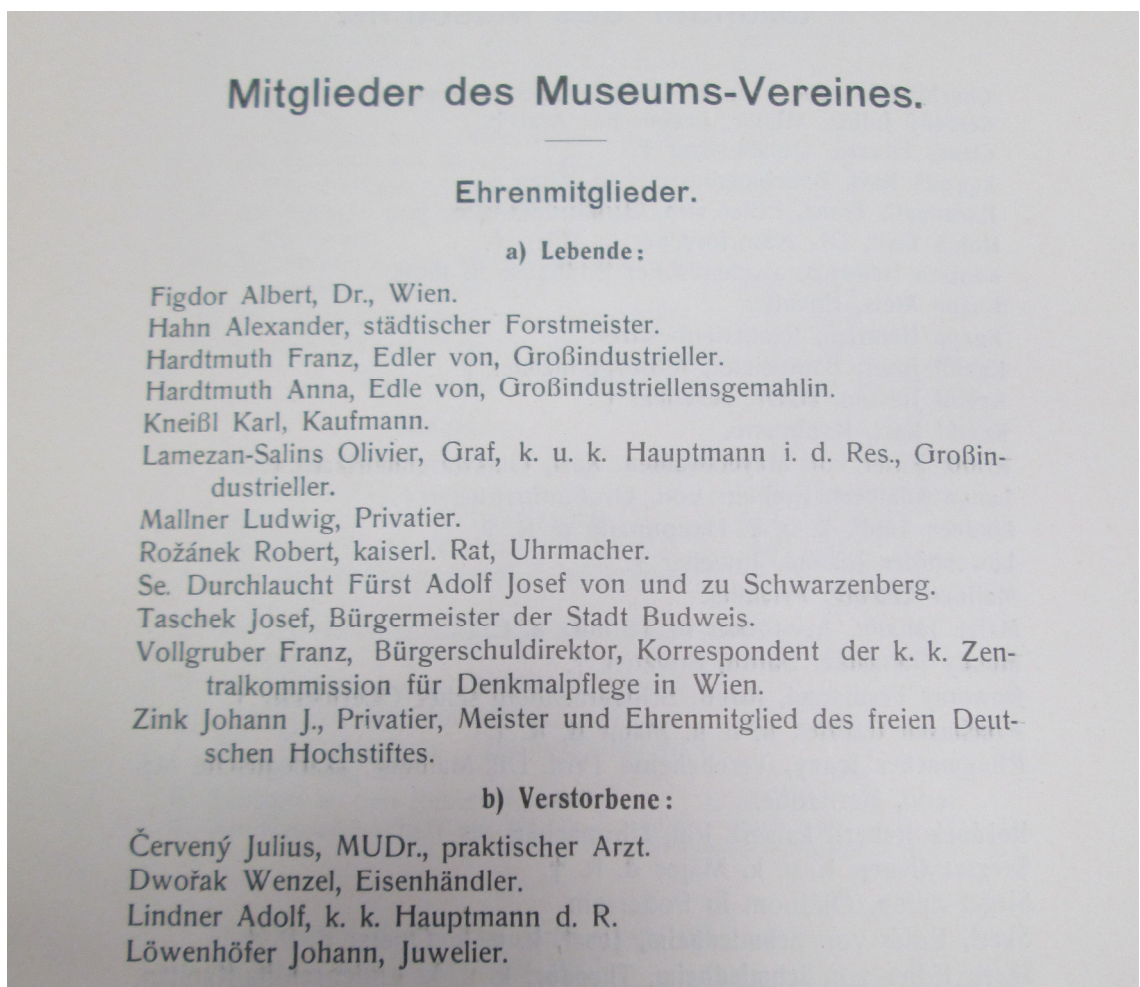 Mitglieder des Museums-Vereines.
Ehrenmitglieder.
a) Lebende:
Figdor Albert, Dr., Wien.
Hahn Alexander, städtischer Forstmeister.
Hardtmuth Franz, Edler von, Großindustrieller.
Hardtmuth Anna, Edle von, Großindustriellensgemahlin.
Kneißl Karl, Kaufmann.
Lamezan-Salins Olivier, Graf, k. u. k. Hauptmann i. d. Res., Großin-
dustrieller.
Mallner Ludwig, Privatier.
Rožánek Robert, kaiserl. Rat, Uhrmacher.
Se. Durchlaucht Fürst Adolf Josef von und zu Schwarzenberg.
Taschek Josef, Bürgermeister der Stadt Budweis.
Vollgruber Franz, Bürgerschuldirektor, Korrespondent der k. k. Zen-
tralkommission für Denkmalpflege in Wien.
Zink Johann J., Privatier, Meister und Ehrenmitglied des freien Deut-
schen Hochstiftes.
b) Verstorbene:
Červený Julius, MUDr., praktischer Arzt.
Dwořak Wenzel, Eisenhändler.
Lindner Adolf, k. k. Hauptmann d. R.
Löwenhöfer Johann, Juwelier.